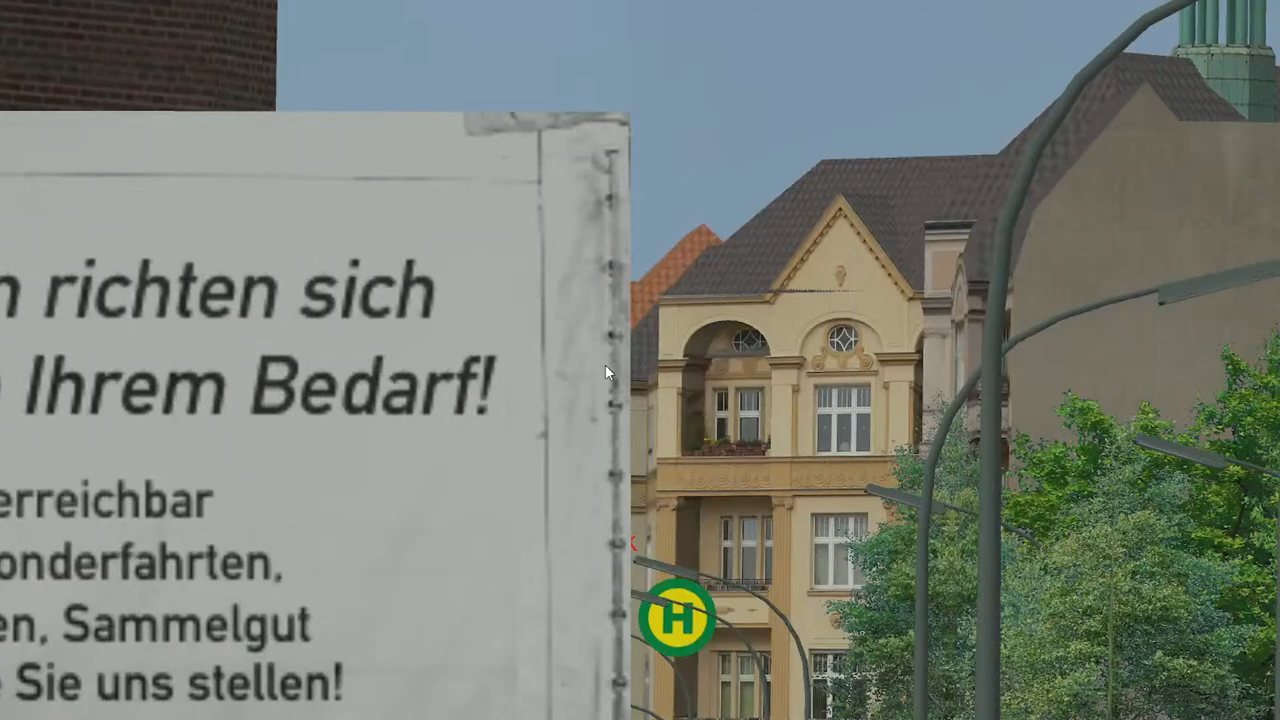 n richten sich
Ihrem Bedarf!
erreichbar
onderfahrten,
en, Sammelgut
Sie uns stellen!
H